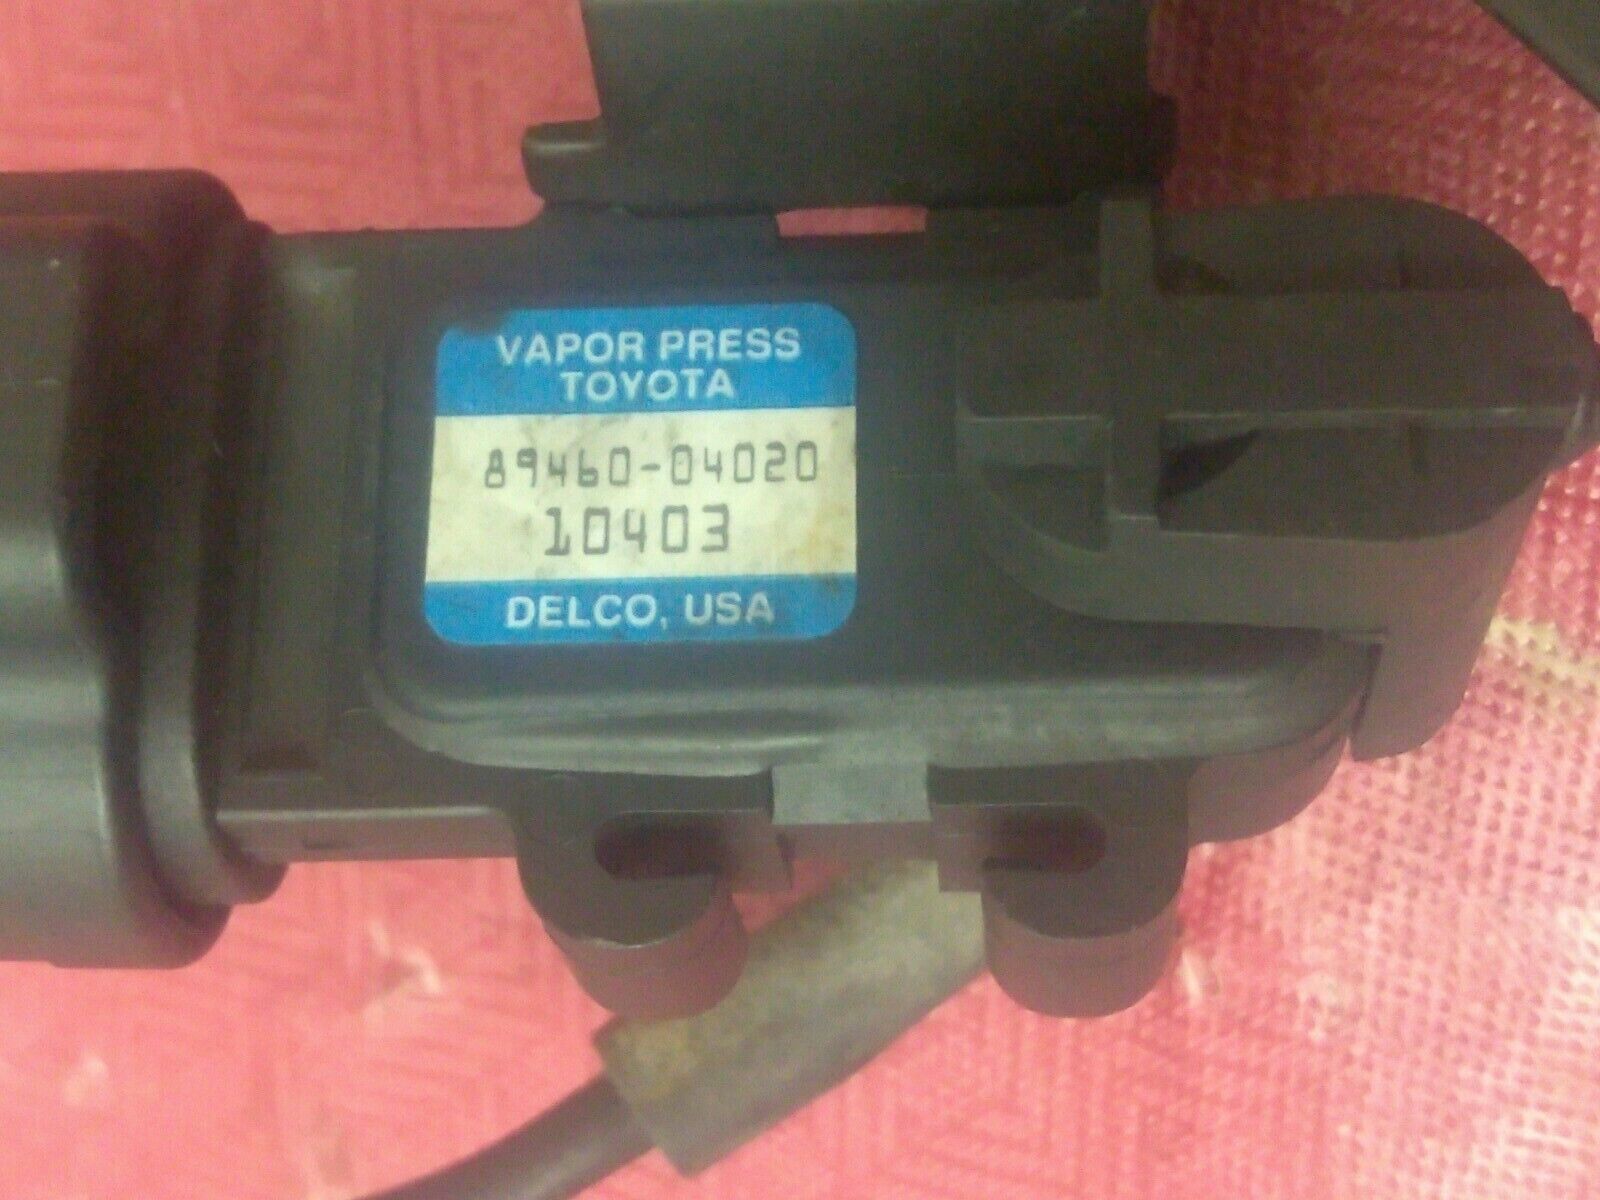 VAPOR PRESS
TOYOTA
89460-04020
10403
DELCO, USA